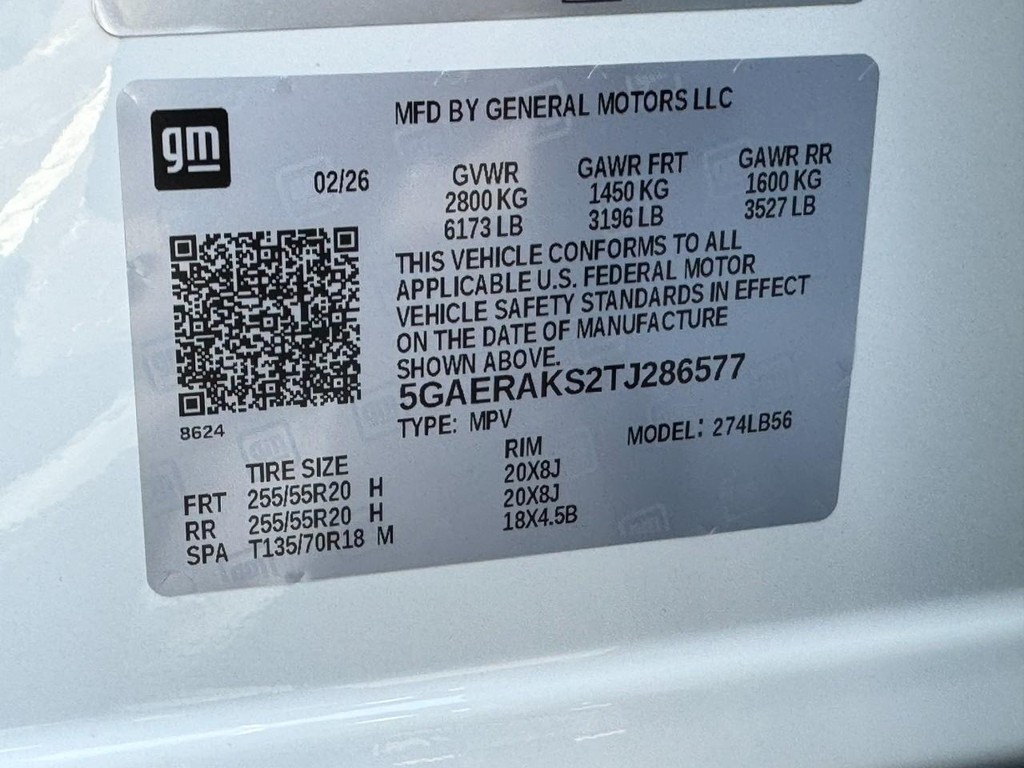 gm
MFD BY GENERAL MOTORS LLC
02/26
GVWR GAWR FRT GAWR RR
2800 KG 1450 KG 1600 KG
6173 LB 3196 LB 3527 LB
THIS VEHICLE CONFORMS TO ALL
APPLICABLE U.S. FEDERAL MOTOR
VEHICLE SAFETY STANDARDS IN EFFECT
ON THE DATE OF MANUFACTURE
SHOWN ABOVE.
5GAERAKS2TJ286577
8624
TYPE: MPV MODEL: 274LB56
TIRE SIZE RIM
FRT 255/55R20 H 20X8J
RR 255/55R20 H 20X8J
SPA T135/70R18 M 18X4.5B